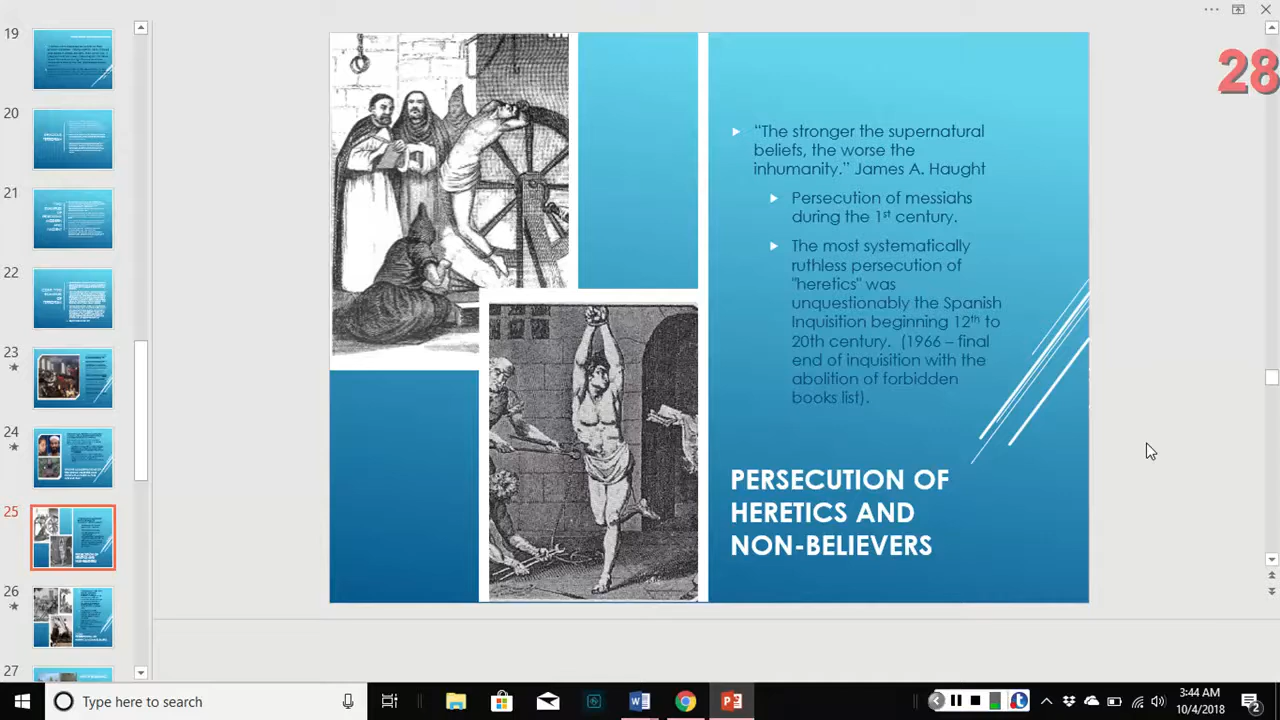 19
20
21
22
23
24
25
26
27
28
"The stronger the supernatural
beliefs, the worse the
inhumanity." James A. Haught
Persecution of messiahs
during the 1st century.
The most systematically
ruthless persecution of
"heretics" was
unquestionably the Spanish
Inquisition beginning 12th to
20th century. (1966 – final
end of inquisition with the
abolition of forbidden
books list).
PERSECUTION OF
HERETICS AND
NON-BELIEVERS
Type here to search
3:44 AM
10/4/2018
2